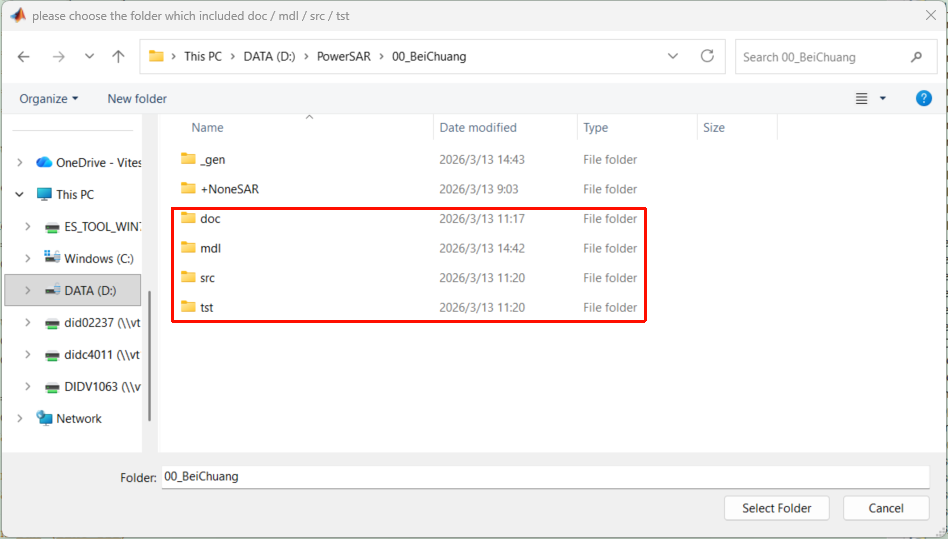 please choose the folder which included doc / mdl / src / tst
This PC > DATA (D:) > PowerSAR > 00_BeiChuang
Search 00_BeiChuang
Organize New folder
Name Date modified Type Size
OneDrive - Vites
This PC
ES_TOOL_WIN7
Windows (C:)
DATA (D:)
did02237 (\\vt
didc4011 (\\vt
DIDV1063 (\\v
Network
_gen 2026/3/13 14:43 File folder
+NoneSAR 2026/3/13 9:03 File folder
doc 2026/3/13 11:17 File folder
mdl 2026/3/13 14:42 File folder
src 2026/3/13 11:20 File folder
tst 2026/3/13 11:20 File folder
Folder: 00_BeiChuang
Select Folder Cancel